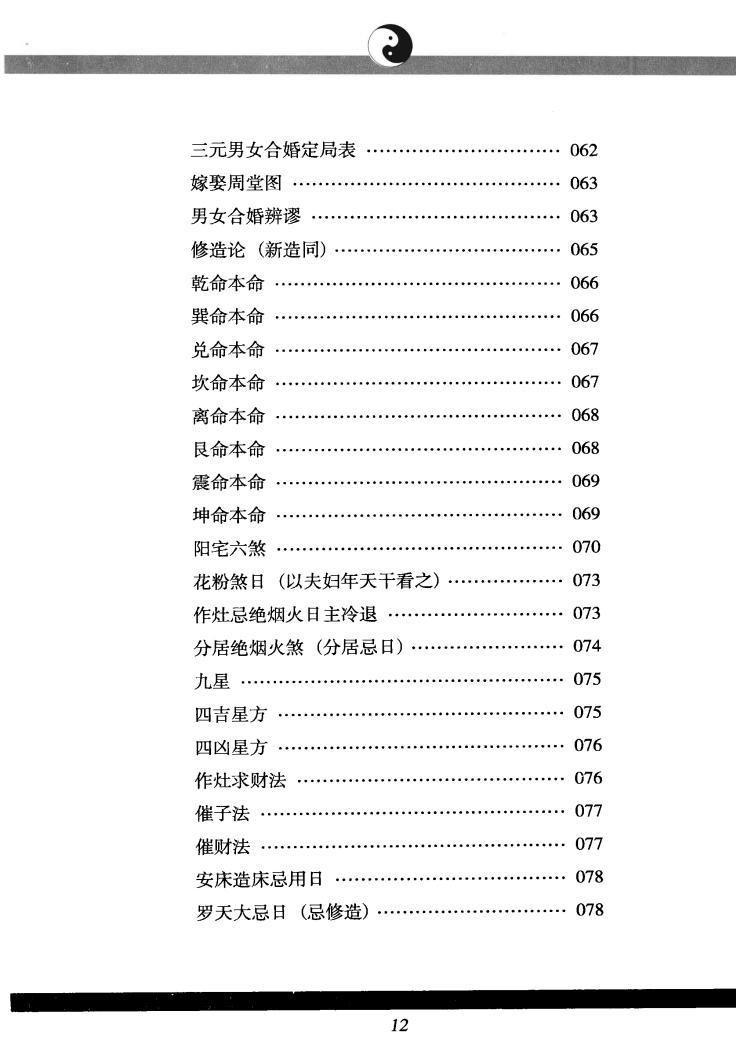 三元男女合婚定局表 ………………………… 062
嫁娶周堂图 …………………………………… 063
男女合婚辨谬 ………………………………… 063
修造论（新造同）……………………………… 065
乾命本命 ……………………………………… 066
巽命本命 ……………………………………… 066
兑命本命 ……………………………………… 067
坎命本命 ……………………………………… 067
离命本命 ……………………………………… 068
艮命本命 ……………………………………… 068
震命本命 ……………………………………… 069
坤命本命 ……………………………………… 069
阳宅六煞 ……………………………………… 070
花粉煞日（以夫妇年天干看之）……………… 073
作灶忌绝烟火日主冷退 ……………………… 073
分居绝烟火煞（分居忌日）…………………… 074
九星 …………………………………………… 075
四吉星方 ……………………………………… 075
四凶星方 ……………………………………… 076
作灶求财法 …………………………………… 076
催子法 ………………………………………… 077
催财法 ………………………………………… 077
安床造床忌用日 ……………………………… 078
罗天大忌日（忌修造）………………………… 078
12